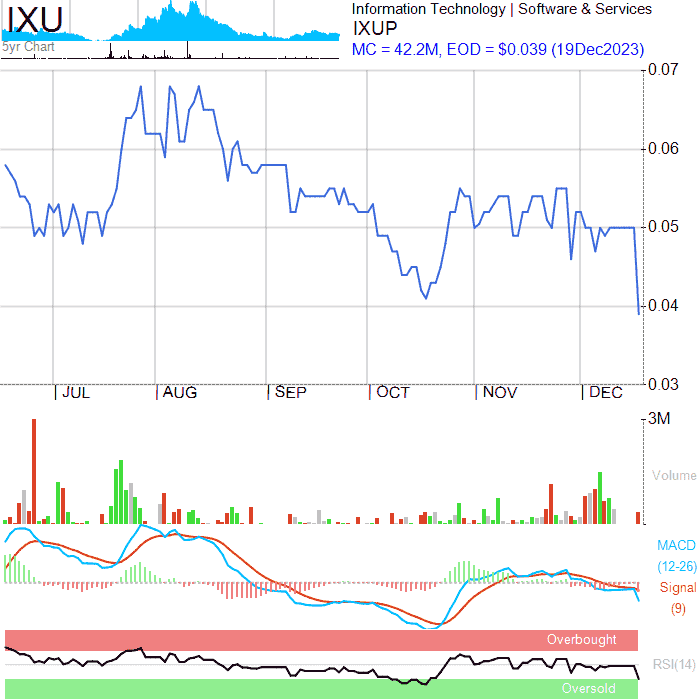 IXU
5yr Chart
Information Technology | Software & Services
IXUP
MC = 42.2M, EOD = $0.039 (19Dec2023)
0.07
0.06
0.05
0.04
0.03
JUL
AUG
SEP
OCT
NOV
DEC
3M
Volume
MACD
(12-26)
Signal
(9)
Overbought
RSI(14)
Oversold